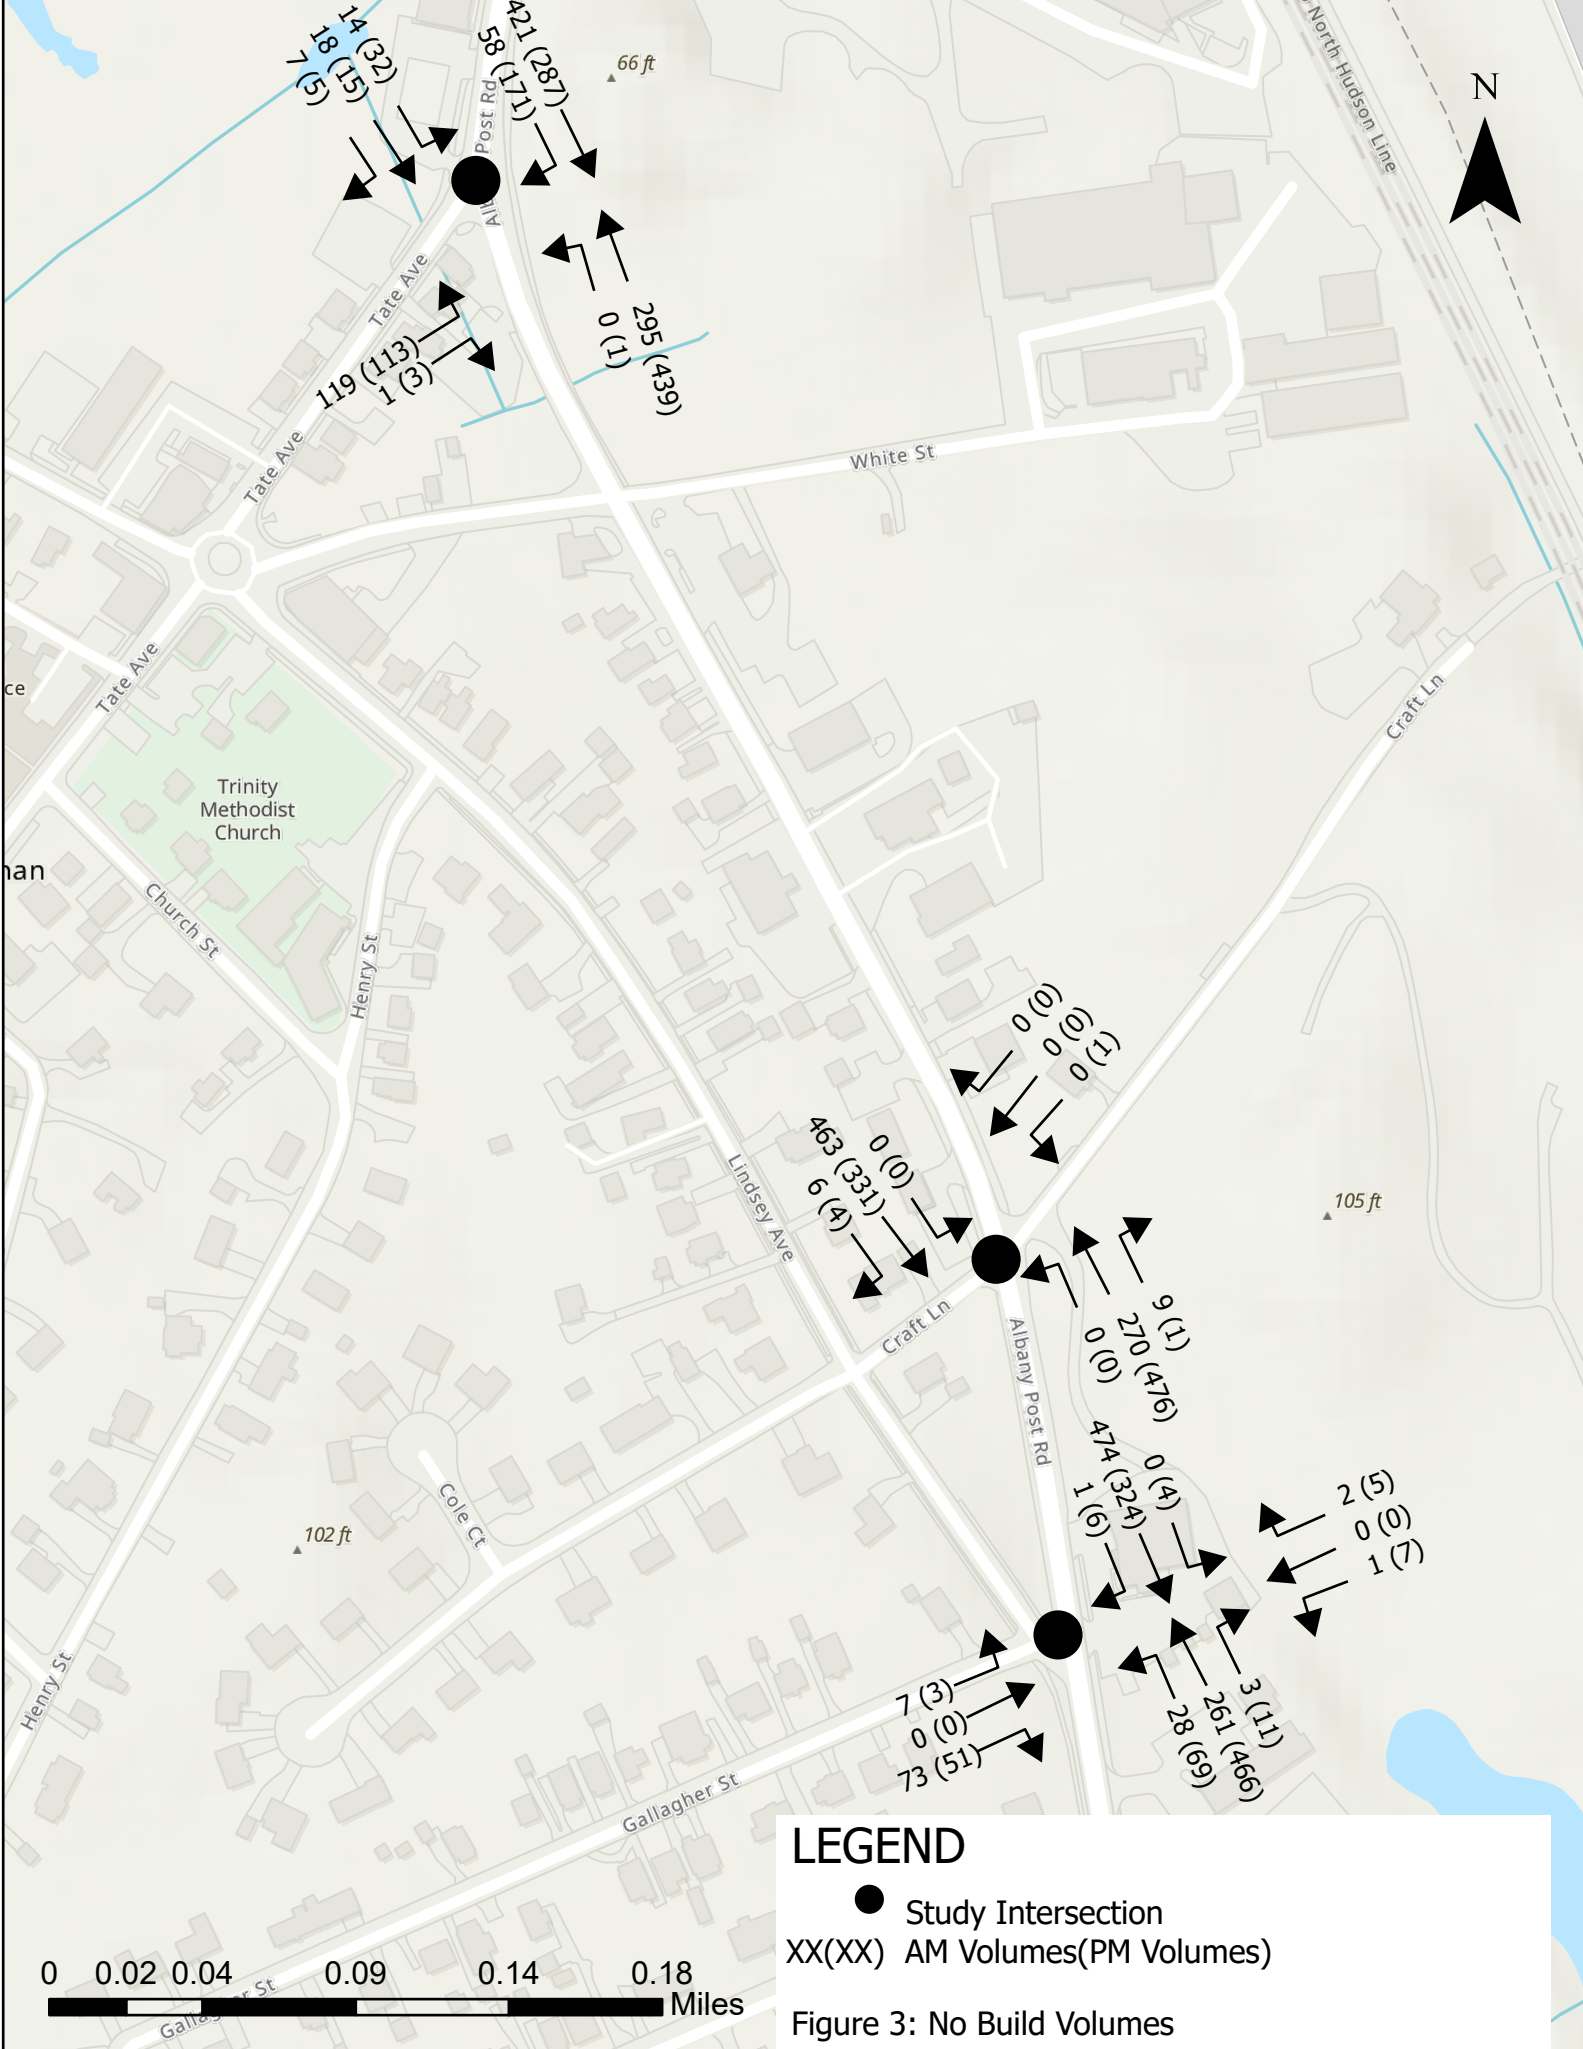 14 (32)
18 (15)
7 (5)
421 (287)
58 (171)
66 ft
North Hudson Line
N
Post Rd
Tate Ave
119 (113)
1 (3)
0 (1)
295 (439)
Tate Ave
White St
Tate Ave
ce
Craft Ln
Trinity
Methodist
Church
Church St
Henry St
0 (0)
0 (0)
0 (1)
0 (0)
463 (331)
6 (4)
Lindsey Ave
105 ft
Craft Ln
Albany Post Rd
0 (0)
270 (476)
9 (1)
0 (4)
474 (324)
1 (6)
2 (5)
0 (0)
1 (7)
Cole Ct
102 ft
Henry St
7 (3)
0 (0)
73 (51)
28 (69)
261 (466)
3 (11)
Gallagher St
LEGEND
Study Intersection
XX(XX) AM Volumes(PM Volumes)
Figure 3: No Build Volumes
0 0.02 0.04 0.09 0.14 0.18
Miles
Gallagher St